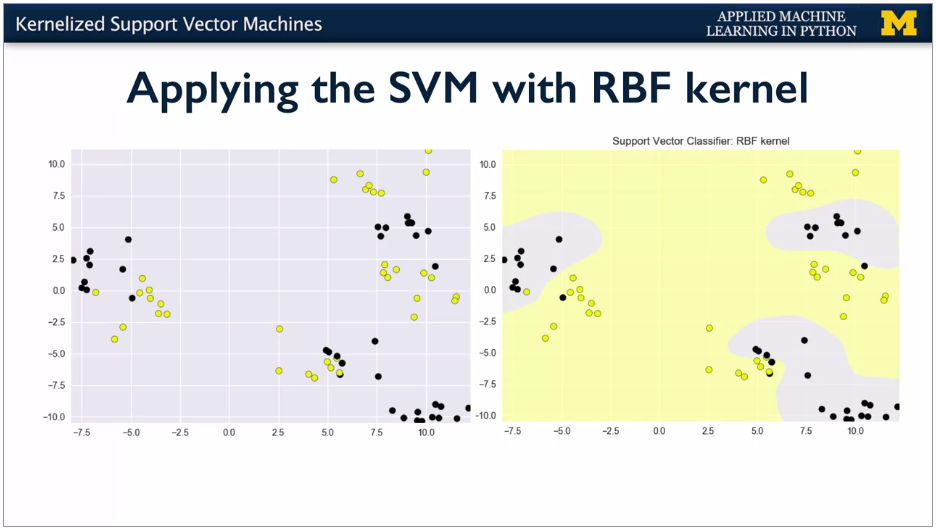 Kernelized Support Vector Machines
APPLIED MACHINE
LEARNING IN PYTHON
M
Applying the SVM with RBF kernel
Support Vector Classifier: RBF kernel
10.0
7.5
5.0
2.5
0.0
−2.5
−5.0
−7.5
−10.0
−7.5 −5.0 −2.5 0.0 2.5 5.0 7.5 10.0
10.0
7.5
5.0
2.5
0.0
−2.5
−5.0
−7.5
−10.0
−7.5 −5.0 −2.5 0.0 2.5 5.0 7.5 10.0